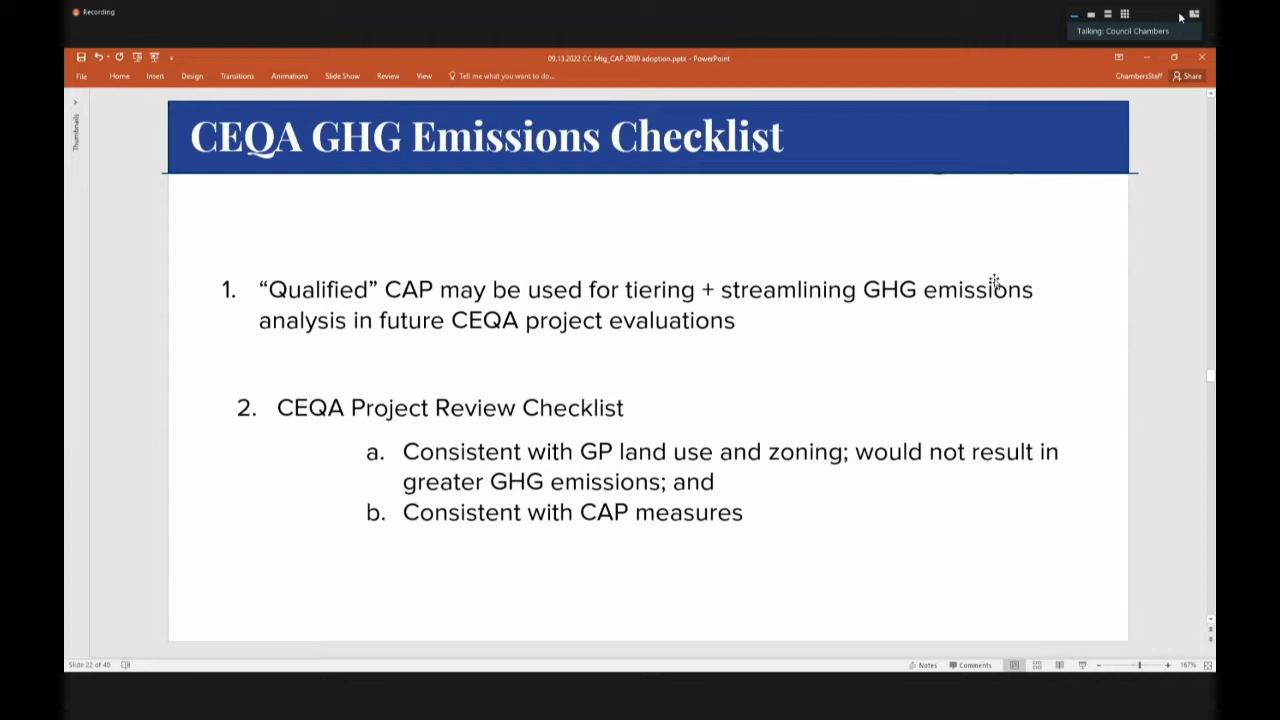 Recording
Talking: Council Chambers
09.13.2022 CC Mtg_CAP 2030 adoption.pptx - PowerPoint
File Home Insert Design Transitions Animations Slide Show Review View Tell me what you want to do... ChambersStaff Share
Thumbnails
CEQA GHG Emissions Checklist
1. “Qualified” CAP may be used for tiering + streamlining GHG emissions
analysis in future CEQA project evaluations
2. CEQA Project Review Checklist
a. Consistent with GP land use and zoning; would not result in
greater GHG emissions; and
b. Consistent with CAP measures
Slide 22 of 40 Notes Comments 167%